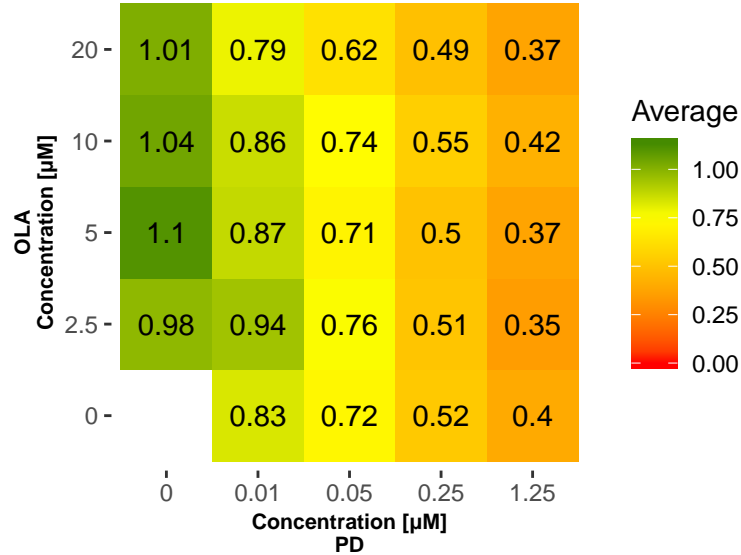 20 1.01 0.79 0.62 0.49 0.37
10 1.04 0.86 0.74 0.55 0.42
5 1.1 0.87 0.71 0.5 0.37
2.5 0.98 0.94 0.76 0.51 0.35
0 0.83 0.72 0.52 0.4
OLA
Concentration [µM]
0 0.01 0.05 0.25 1.25
Concentration [µM]
PD
Average
1.00
0.75
0.50
0.25
0.00